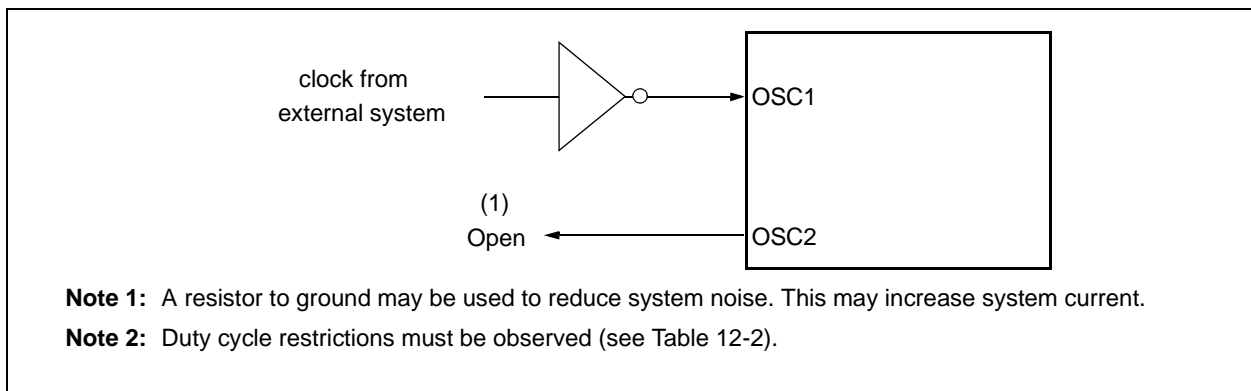 clock from
external system
OSC1
(1)
Open
OSC2
Note 1: A resistor to ground may be used to reduce system noise. This may increase system current.
Note 2: Duty cycle restrictions must be observed (see Table 12-2).